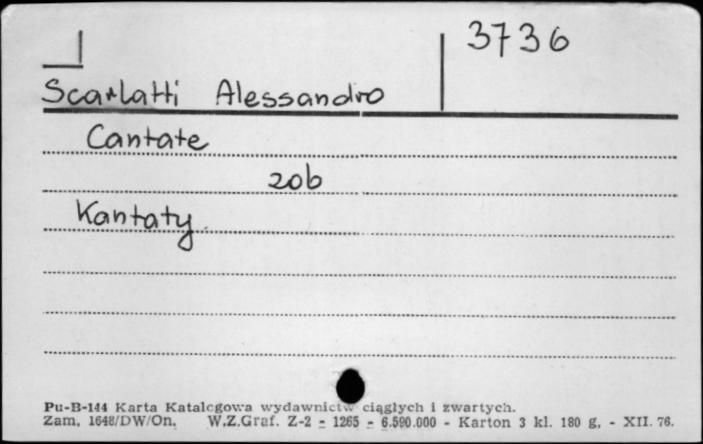 3736
Scarlatti Alessandro
Cantate
zob
Kantaty
Pu-B-144 Karta Katalogowa wydawnictw ciągłych i zwartych.
Zam. 1648/DW/On. W.Z.Graf. Z-2 - 1265 - 6.590.000 - Karton 3 kl. 180 g, - XII. 76.